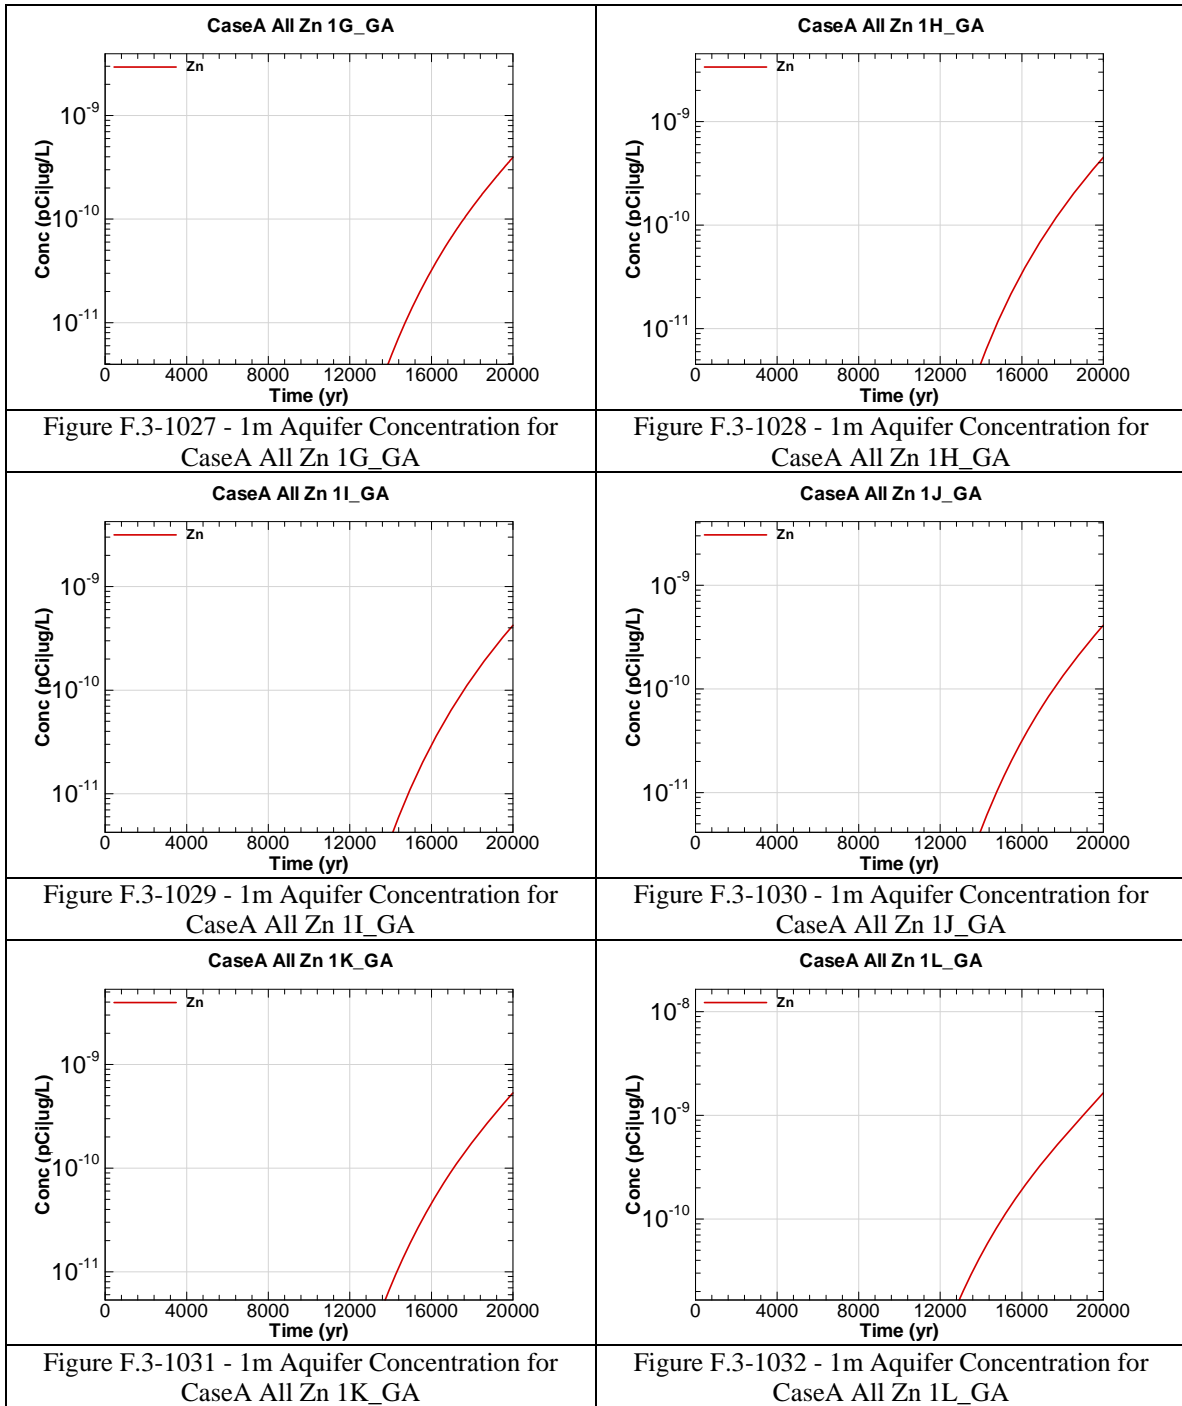 CaseA All Zn 1G_GA
Zn
10-9
10-10
10-11
Conc (pCi|ug/L)
0 4000 8000 12000 16000 20000
Time (yr)
Figure F.3-1027 - 1m Aquifer Concentration for
CaseA All Zn 1G_GA
CaseA All Zn 1H_GA
Zn
10-9
10-10
10-11
Conc (pCi|ug/L)
0 4000 8000 12000 16000 20000
Time (yr)
Figure F.3-1028 - 1m Aquifer Concentration for
CaseA All Zn 1H_GA
CaseA All Zn 1I_GA
Zn
10-9
10-10
10-11
Conc (pCi|ug/L)
0 4000 8000 12000 16000 20000
Time (yr)
Figure F.3-1029 - 1m Aquifer Concentration for
CaseA All Zn 1I_GA
CaseA All Zn 1J_GA
Zn
10-9
10-10
10-11
Conc (pCi|ug/L)
0 4000 8000 12000 16000 20000
Time (yr)
Figure F.3-1030 - 1m Aquifer Concentration for
CaseA All Zn 1J_GA
CaseA All Zn 1K_GA
Zn
10-9
10-10
10-11
Conc (pCi|ug/L)
0 4000 8000 12000 16000 20000
Time (yr)
Figure F.3-1031 - 1m Aquifer Concentration for
CaseA All Zn 1K_GA
CaseA All Zn 1L_GA
Zn
10-8
10-9
10-10
Conc (pCi|ug/L)
0 4000 8000 12000 16000 20000
Time (yr)
Figure F.3-1032 - 1m Aquifer Concentration for
CaseA All Zn 1L_GA